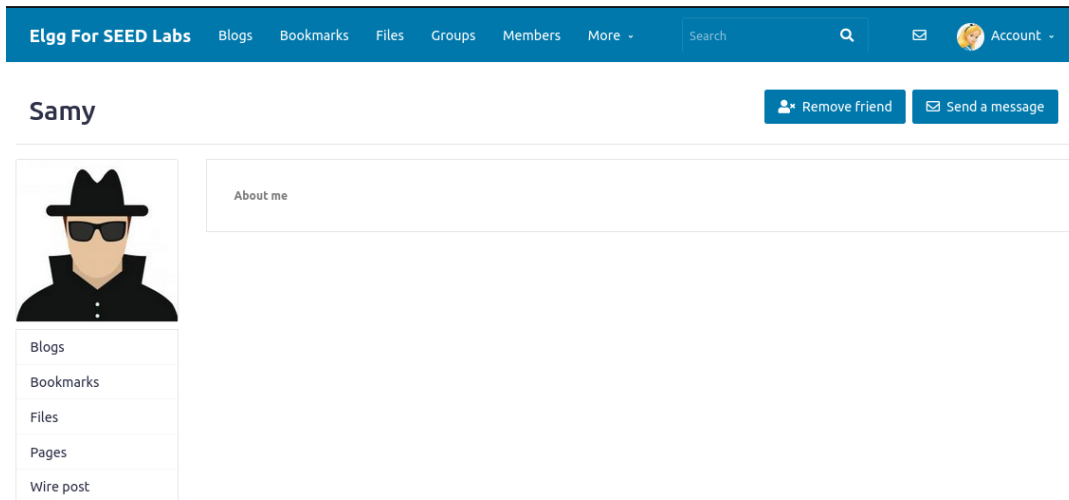 Elgg For SEED Labs Blogs Bookmarks Files Groups Members More Search Account
Samy Remove friend Send a message
About me
Blogs
Bookmarks
Files
Pages
Wire post